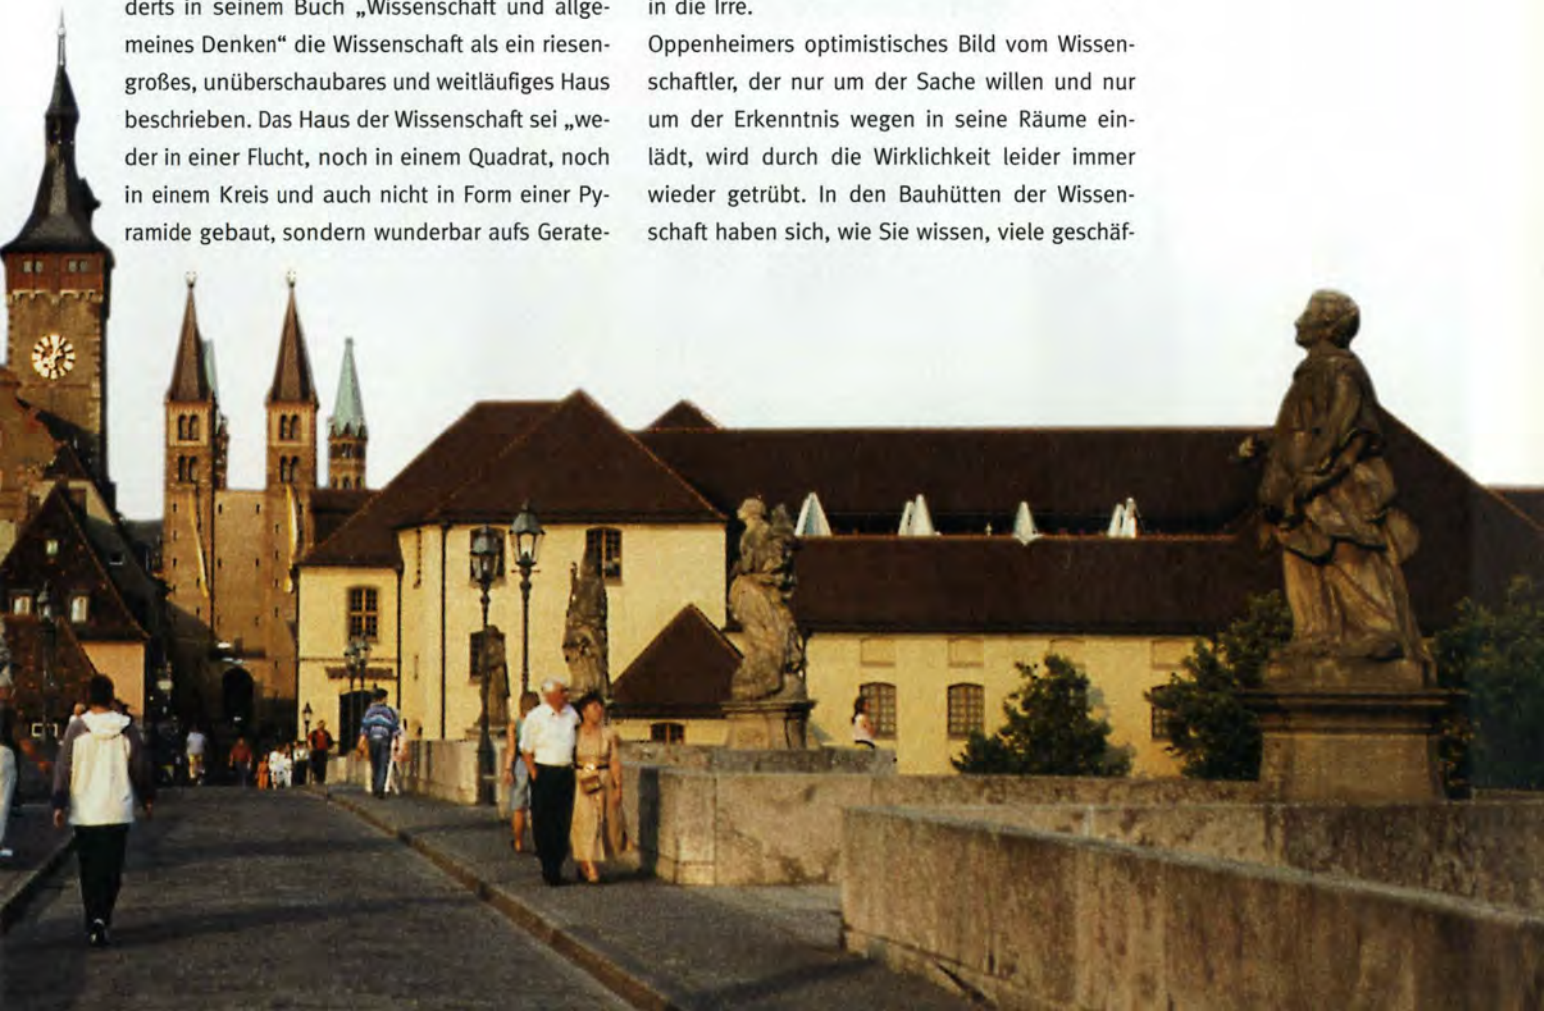 derts in seinem Buch „Wissenschaft und allge-
meines Denken“ die Wissenschaft als ein riesen-
großes, unüberschaubares und weitläufiges Haus
beschrieben. Das Haus der Wissenschaft sei „we-
der in einer Flucht, noch in einem Quadrat, noch
in einem Kreis und auch nicht in Form einer Py-
ramide gebaut, sondern wunderbar aufs Gerate-
in die Irre.
Oppenheimers optimistisches Bild vom Wissen-
schaftler, der nur um der Sache willen und nur
um der Erkenntnis wegen in seine Räume ein-
lädt, wird durch die Wirklichkeit leider immer
wieder getrübt. In den Bauhütten der Wissen-
schaft haben sich, wie Sie wissen, viele geschäf-